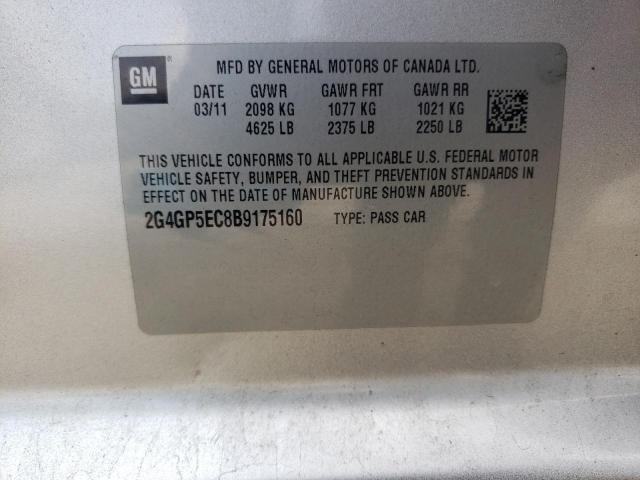 GM
MFD BY GENERAL MOTORS OF CANADA LTD.
DATE GVWR GAWR FRT GAWR RR
03/11 2098 KG 1077 KG 1021 KG
4625 LB 2375 LB 2250 LB
THIS VEHICLE CONFORMS TO ALL APPLICABLE U.S. FEDERAL MOTOR
VEHICLE SAFETY, BUMPER, AND THEFT PREVENTION STANDARDS IN
EFFECT ON THE DATE OF MANUFACTURE SHOWN ABOVE.
2G4GP5EC8B9175160 TYPE: PASS CAR